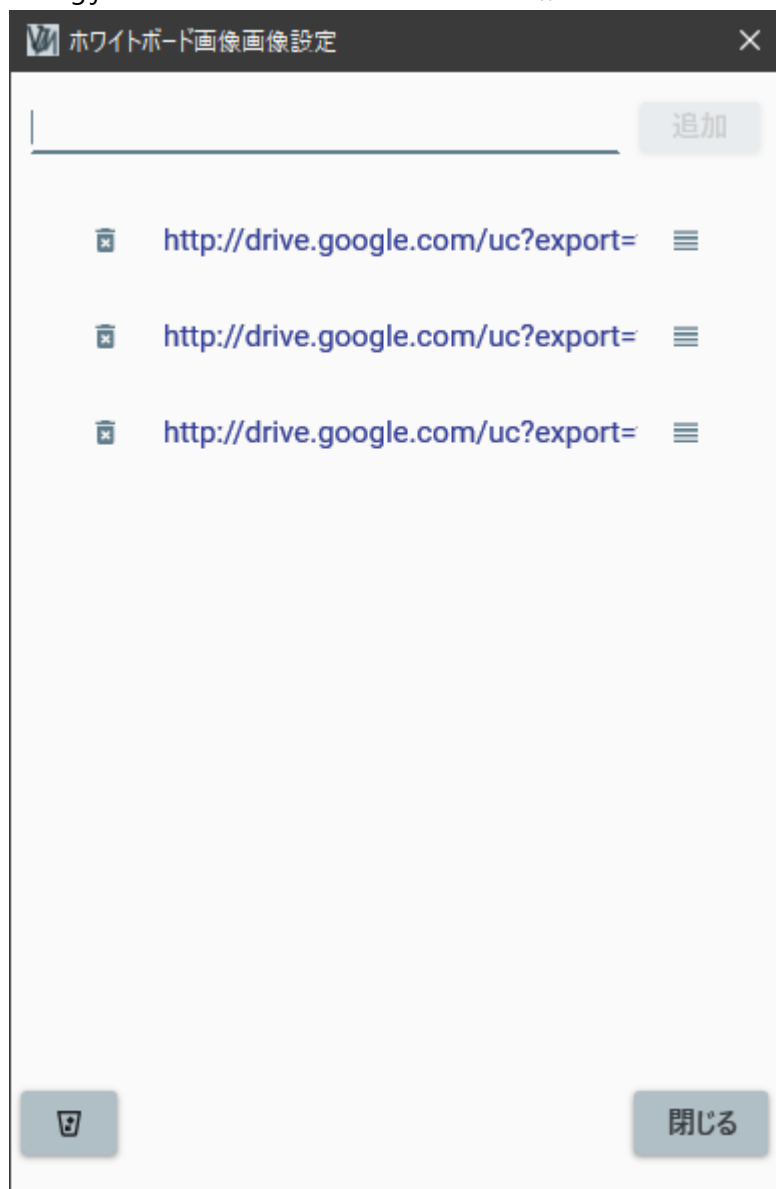 ホワイトボード画像画像設定
追加
http://drive.google.com/uc?export=
http://drive.google.com/uc?export=
http://drive.google.com/uc?export=
閉じる